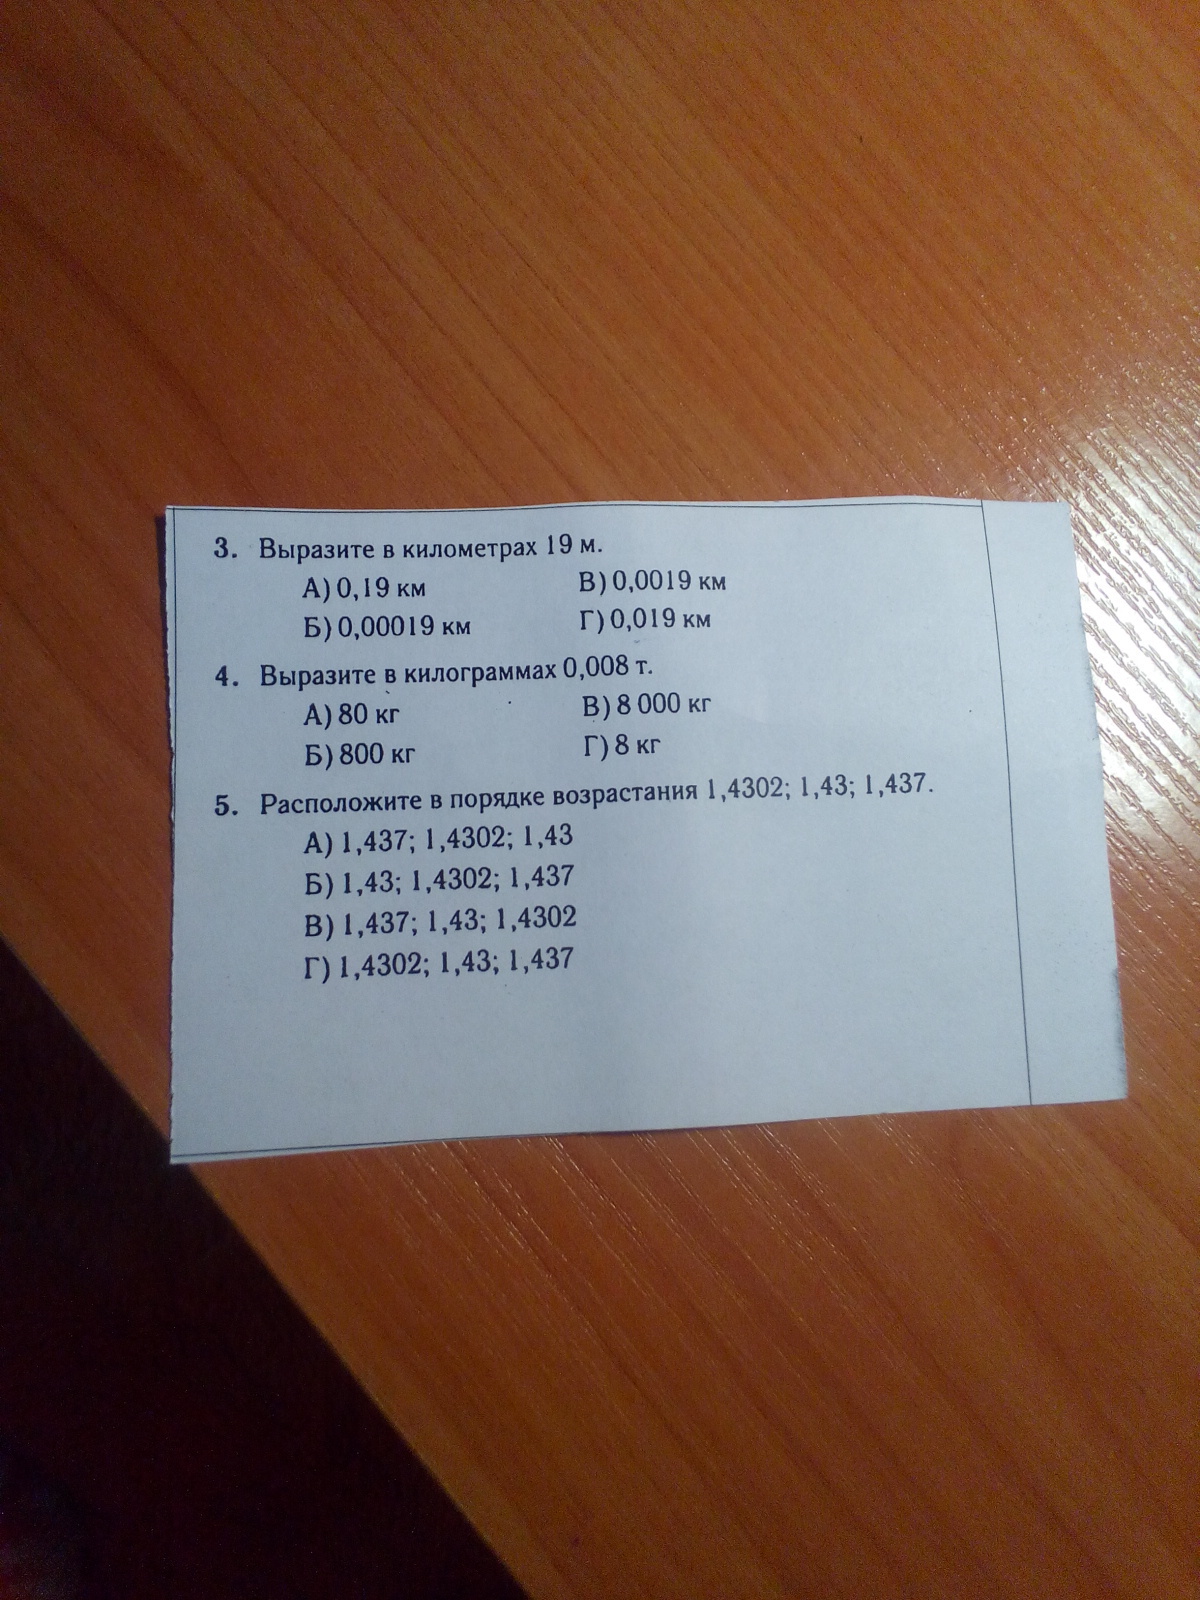 3. Выразите в километрах 19 м.
А) 0,19 км В) 0,0019 км
Б) 0,00019 км Г) 0,019 км
4. Выразите в килограммах 0,008 т.
А) 80 кг В) 8 000 кг
Б) 800 кг Г) 8 кг
5. Расположите в порядке возрастания 1,4302; 1,43; 1,437.
А) 1,437; 1,4302; 1,43
Б) 1,43; 1,4302; 1,437
В) 1,437; 1,43; 1,4302
Г) 1,4302; 1,43; 1,437